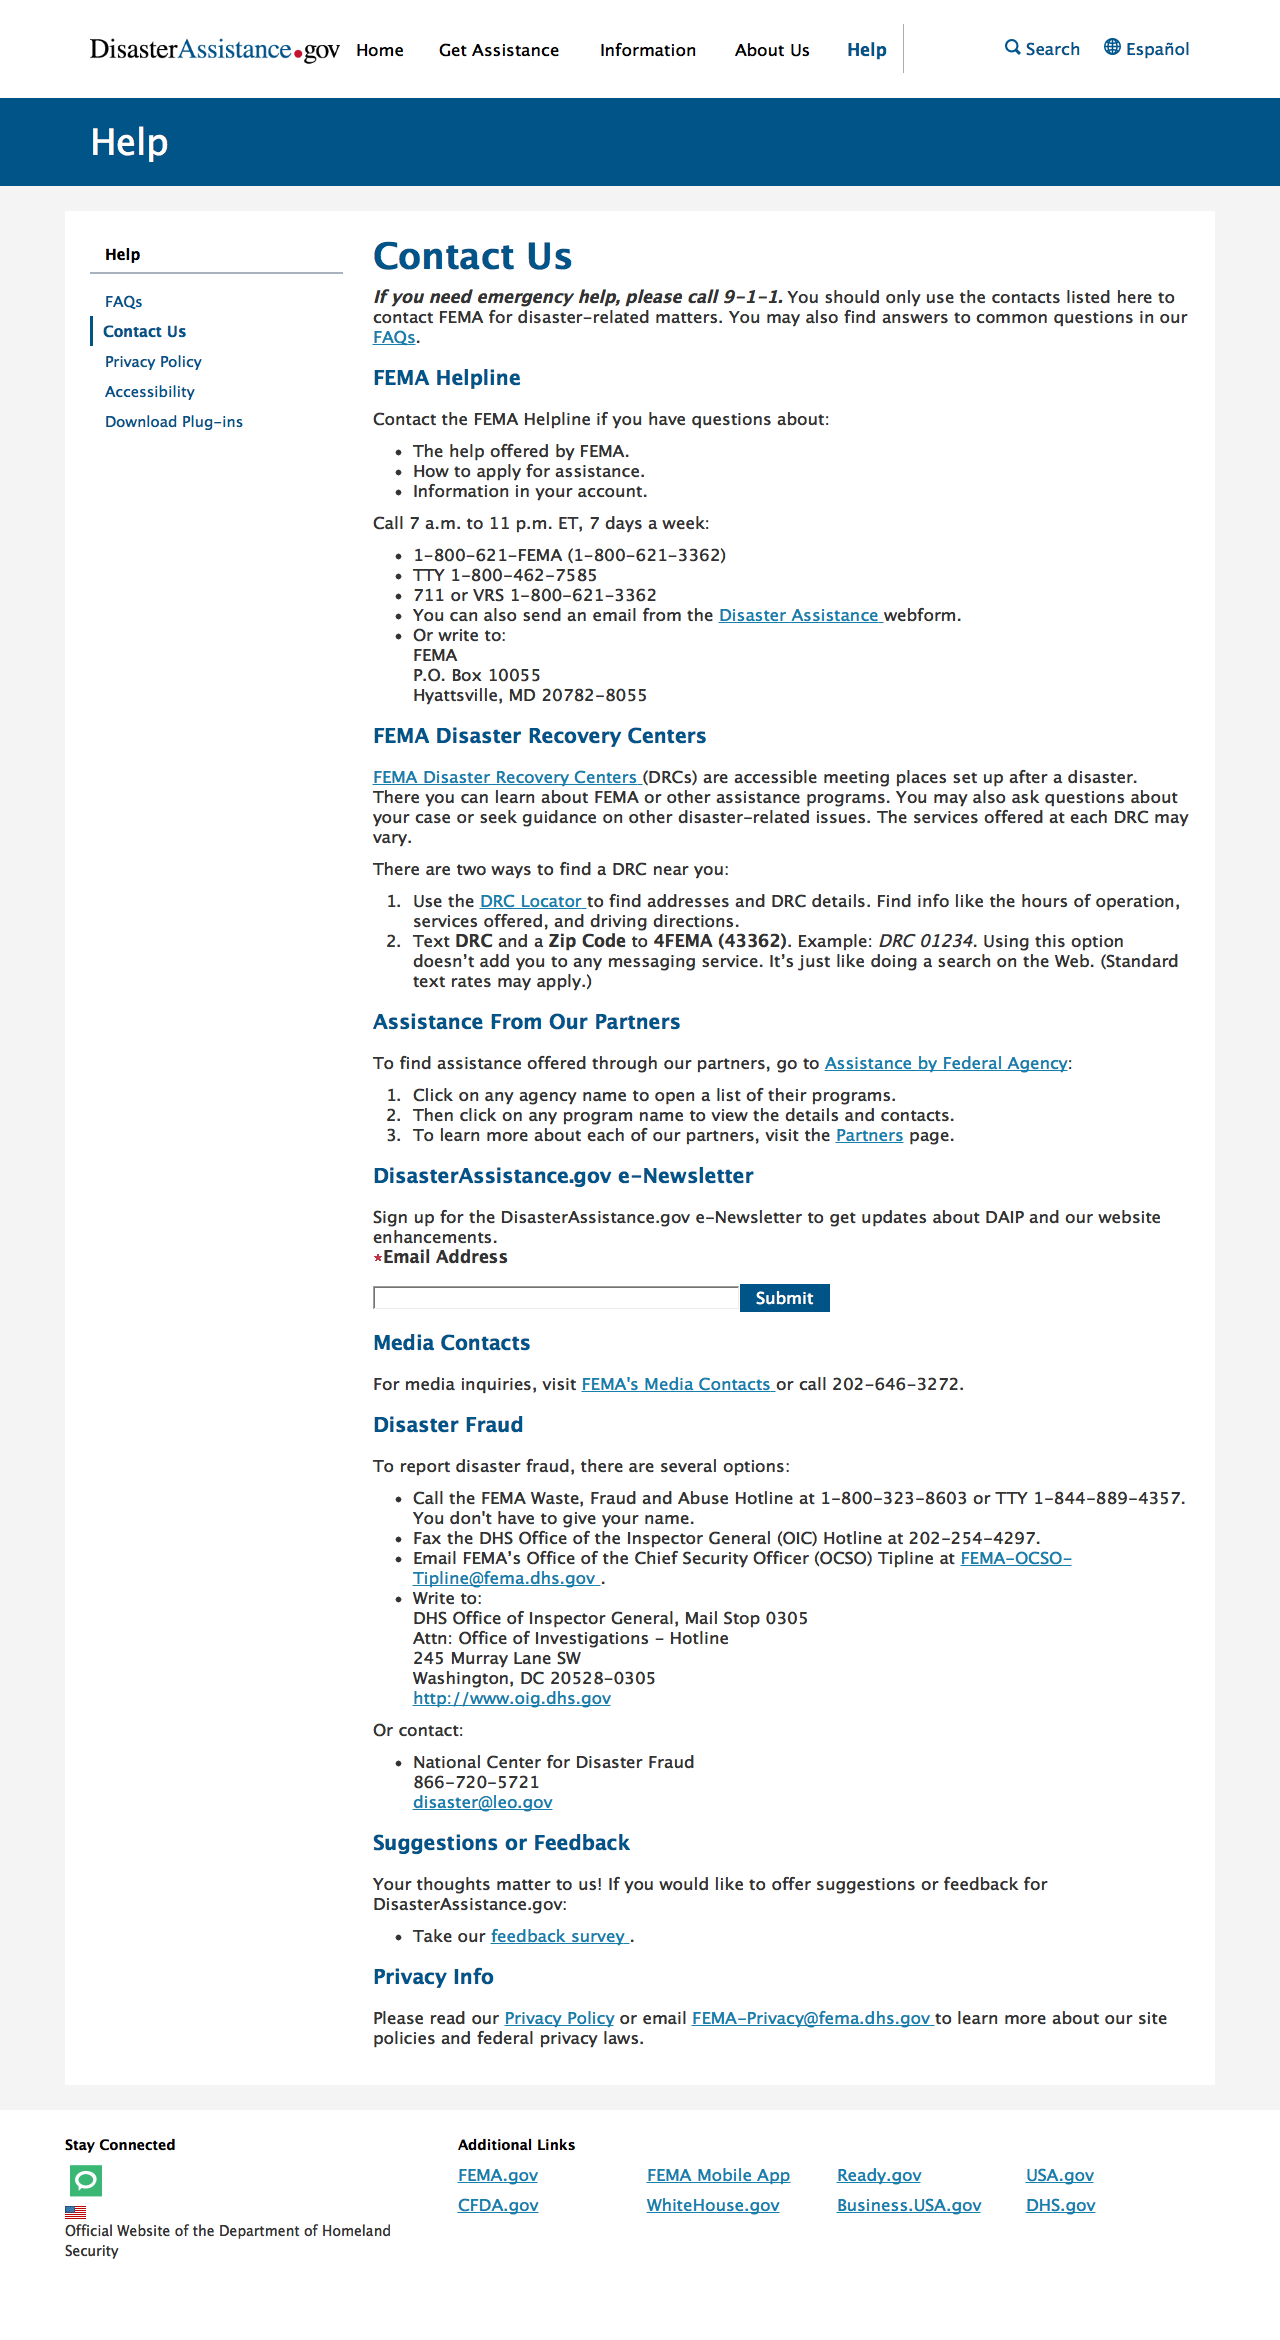 DisasterAssistance.gov Home Get Assistance Information About Us Help Search Español
Help
Help
FAQs
Contact Us
Privacy Policy
Accessibility
Download Plug-ins
Contact Us
If you need emergency help, please call 9-1-1. You should only use the contacts listed here to
contact FEMA for disaster-related matters. You may also find answers to common questions in our
FAQs.
FEMA Helpline
Contact the FEMA Helpline if you have questions about:
• The help offered by FEMA.
• How to apply for assistance.
• Information in your account.
Call 7 a.m. to 11 p.m. ET, 7 days a week:
• 1-800-621-FEMA (1-800-621-3362)
• TTY 1-800-462-7585
• 711 or VRS 1-800-621-3362
• You can also send an email from the Disaster Assistance webform.
• Or write to:
FEMA
P.O. Box 10055
Hyattsville, MD 20782-8055
FEMA Disaster Recovery Centers
FEMA Disaster Recovery Centers (DRCs) are accessible meeting places set up after a disaster.
There you can learn about FEMA or other assistance programs. You may also ask questions about
your case or seek guidance on other disaster-related issues. The services offered at each DRC may
vary.
There are two ways to find a DRC near you:
1. Use the DRC Locator to find addresses and DRC details. Find info like the hours of operation,
services offered, and driving directions.
2. Text DRC and a Zip Code to 4FEMA (43362). Example: DRC 01234. Using this option
doesn’t add you to any messaging service. It’s just like doing a search on the Web. (Standard
text rates may apply.)
Assistance From Our Partners
To find assistance offered through our partners, go to Assistance by Federal Agency:
1. Click on any agency name to open a list of their programs.
2. Then click on any program name to view the details and contacts.
3. To learn more about each of our partners, visit the Partners page.
DisasterAssistance.gov e-Newsletter
Sign up for the DisasterAssistance.gov e-Newsletter to get updates about DAIP and our website
enhancements.
*Email Address
Submit
Media Contacts
For media inquiries, visit FEMA's Media Contacts or call 202-646-3272.
Disaster Fraud
To report disaster fraud, there are several options:
• Call the FEMA Waste, Fraud and Abuse Hotline at 1-800-323-8603 or TTY 1-844-889-4357.
You don't have to give your name.
• Fax the DHS Office of the Inspector General (OIC) Hotline at 202-254-4297.
• Email FEMA’s Office of the Chief Security Officer (OCSO) Tipline at FEMA-OCSO-
Tipline@fema.dhs.gov .
• Write to:
DHS Office of Inspector General, Mail Stop 0305
Attn: Office of Investigations - Hotline
245 Murray Lane SW
Washington, DC 20528-0305
http://www.oig.dhs.gov
Or contact:
• National Center for Disaster Fraud
866-720-5721
disaster@leo.gov
Suggestions or Feedback
Your thoughts matter to us! If you would like to offer suggestions or feedback for
DisasterAssistance.gov:
• Take our feedback survey .
Privacy Info
Please read our Privacy Policy or email FEMA-Privacy@fema.dhs.gov to learn more about our site
policies and federal privacy laws.
Stay Connected
Official Website of the Department of Homeland
Security
Additional Links
FEMA.gov FEMA Mobile App Ready.gov USA.gov
CFDA.gov WhiteHouse.gov Business.USA.gov DHS.gov